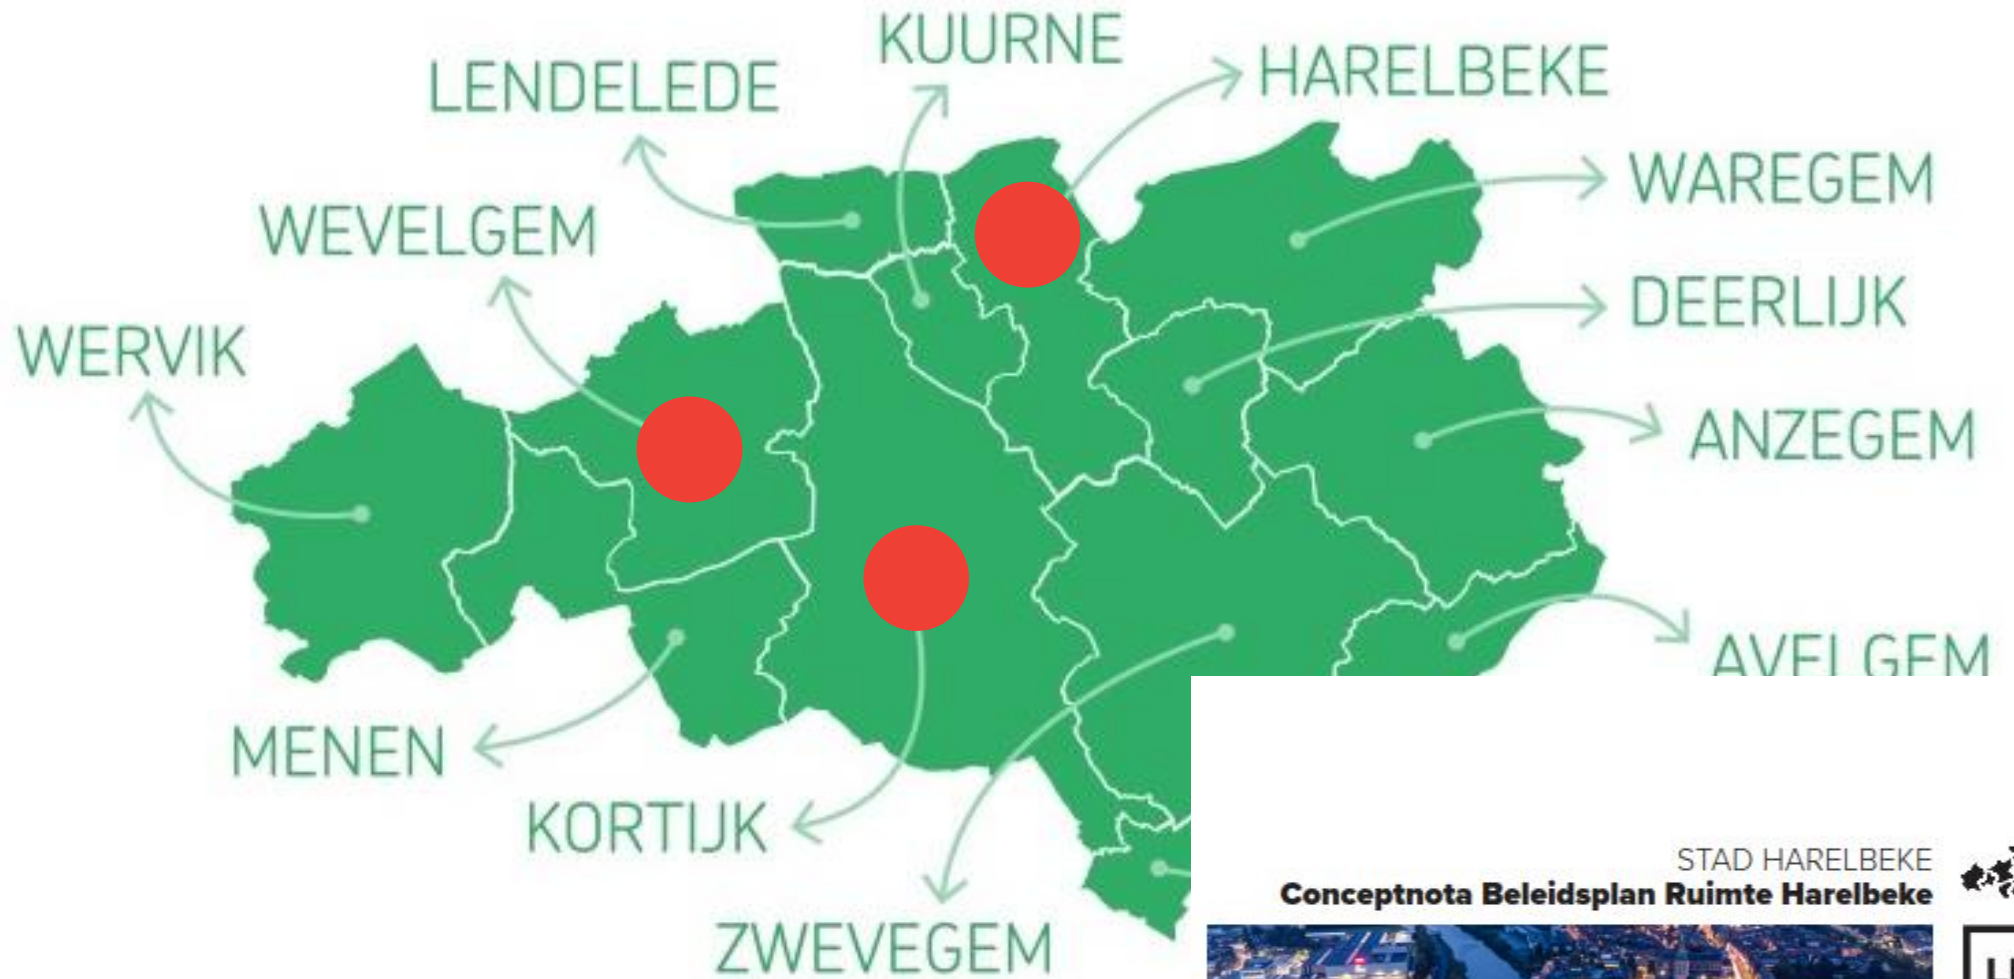 KUURNE
HARELBEKE
LENDELEDE
WAREGEM
WEVELGEM
DEERLIJK
WERVIK
ANZEGEM
AVELGEM
MENEN
KORTIJK
ZWEVEGEM
STAD HARELBEKE
Conceptnota Beleidsplan Ruimte Harelbeke